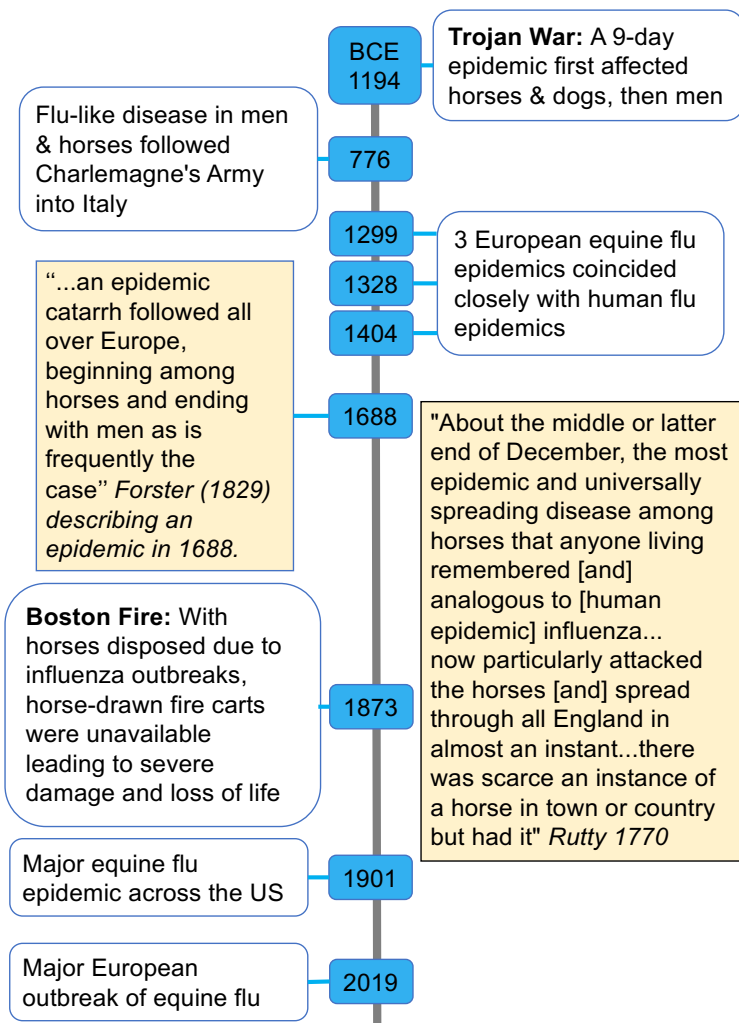 BCE
1194
Trojan War: A 9-day
epidemic first affected
horses & dogs, then men
Flu-like disease in men
& horses followed
Charlemagne's Army
into Italy
776
1299
1328
1404
3 European equine flu
epidemics coincided
closely with human flu
epidemics
‘‘...an epidemic
catarrh followed all
over Europe,
beginning among
horses and ending
with men as is
frequently the
case’’ Forster (1829)
describing an
epidemic in 1688.
1688
"About the middle or latter
end of December, the most
epidemic and universally
spreading disease among
horses that anyone living
remembered [and]
analogous to [human
epidemic] influenza...
now particularly attacked
the horses [and] spread
through all England in
almost an instant...there
was scarce an instance of
a horse in town or country
but had it" Rutty 1770
Boston Fire: With
horses disposed due to
influenza outbreaks,
horse-drawn fire carts
were unavailable
leading to severe
damage and loss of life
1873
Major equine flu
epidemic across the US
1901
Major European
outbreak of equine flu
2019